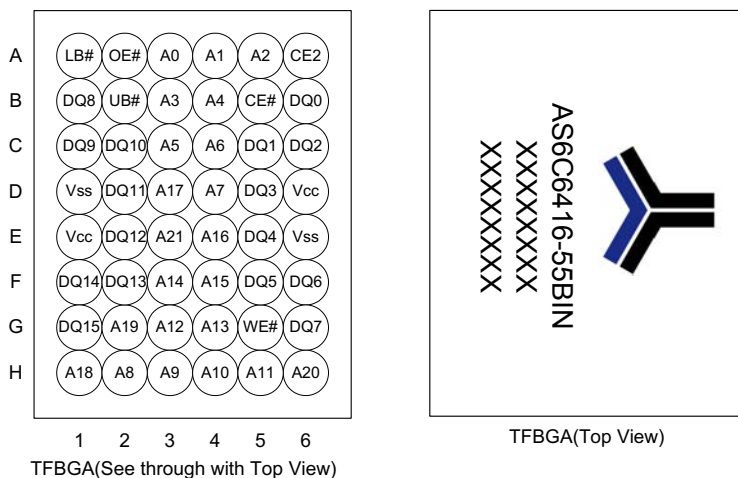 A LB# OE# A0 A1 A2 CE2
B DQ8 UB# A3 A4 CE# DQ0
C DQ9 DQ10 A5 A6 DQ1 DQ2
D Vss DQ11 A17 A7 DQ3 Vcc
E Vcc DQ12 A21 A16 DQ4 Vss
F DQ14 DQ13 A14 A15 DQ5 DQ6
G DQ15 A19 A12 A13 WE# DQ7
H A18 A8 A9 A10 A11 A20
1 2 3 4 5 6
TFBGA(See through with Top View)
AS6C6416-55BIN
XXXXXXXX
XXXXXXXX
TFBGA(Top View)